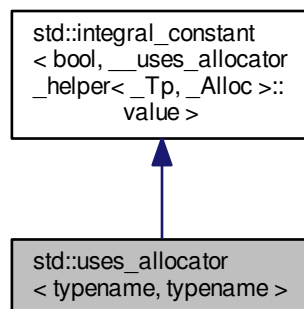 std::integral_constant
< bool, __uses_allocator
_helper< _Tp, _Alloc >::
value >
std::uses_allocator
< typename, typename >